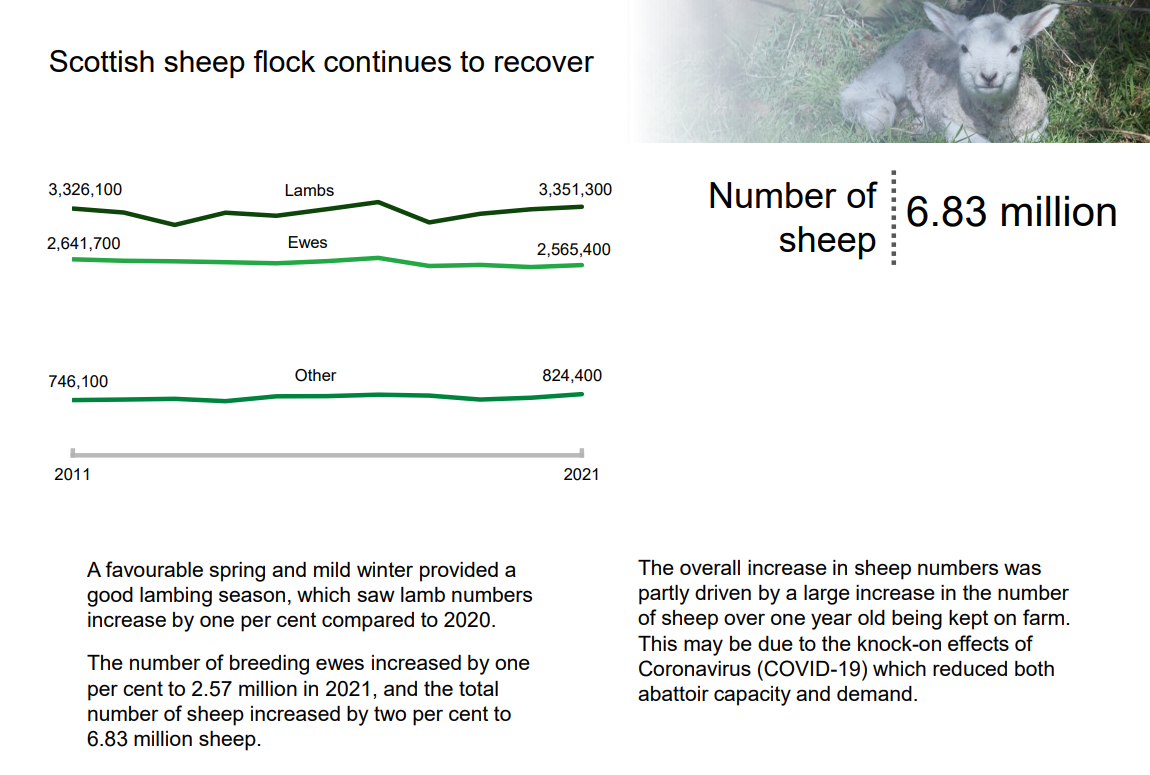 Scottish sheep flock continues to recover
3,326,100
Lambs
3,351,300
2,641,700
Ewes
2,565,400
746,100
Other
824,400
2011
2021
Number of
sheep
6.83 million
A favourable spring and mild winter provided a
good lambing season, which saw lamb numbers
increase by one per cent compared to 2020.
The number of breeding ewes increased by one
per cent to 2.57 million in 2021, and the total
number of sheep increased by two per cent to
6.83 million sheep.
The overall increase in sheep numbers was
partly driven by a large increase in the number
of sheep over one year old being kept on farm.
This may be due to the knock-on effects of
Coronavirus (COVID-19) which reduced both
abattoir capacity and demand.